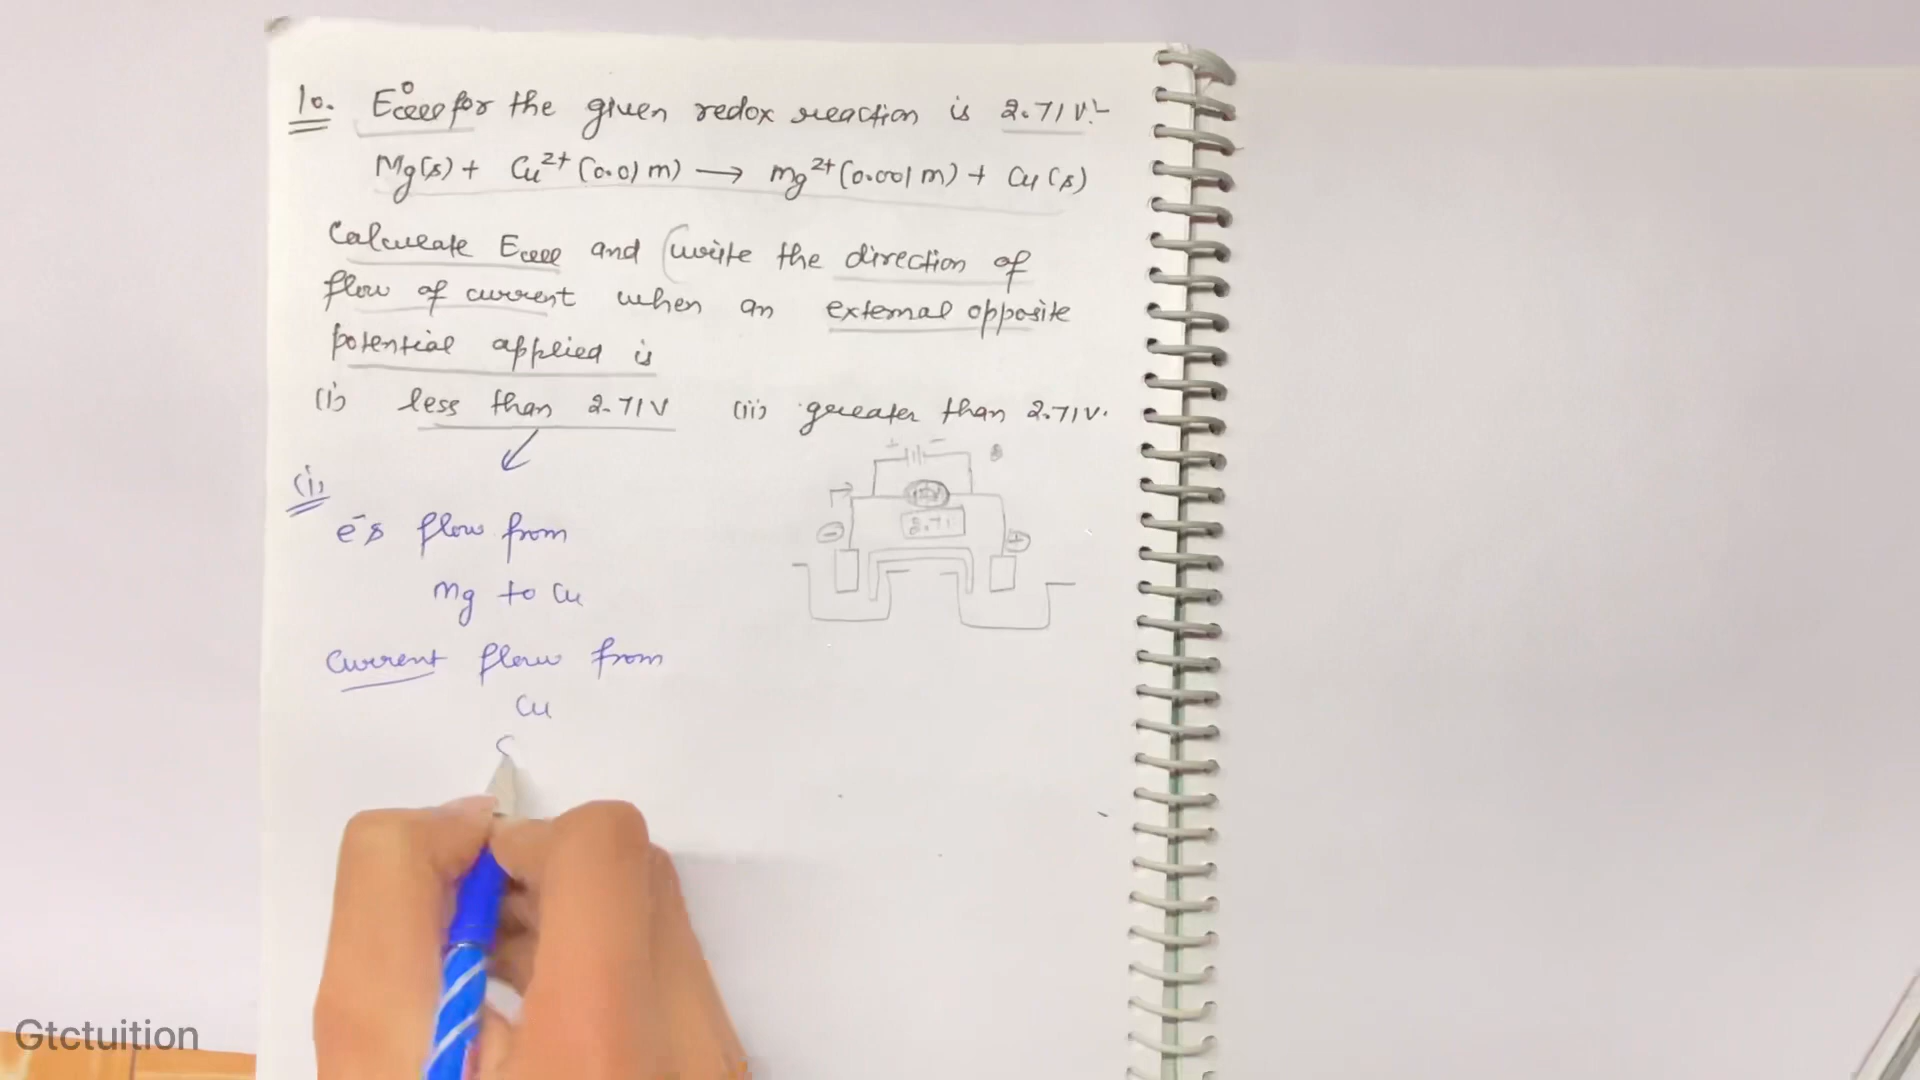 10. E°cell for the given redox reaction is 2.71V:-
Mg(s) + Cu²⁺(0.01m) → mg²⁺(0.001m) + Cu(s)
Calculate Ecell and (write the direction of
flow of current when an external opposite
potential applied is
(i) less than 2.71V (ii) greater than 2.71V.
(i)
+ −
− 2.71 +
e⁻s flow from
mg to cu
Current flow from
Cu
Gtctuition